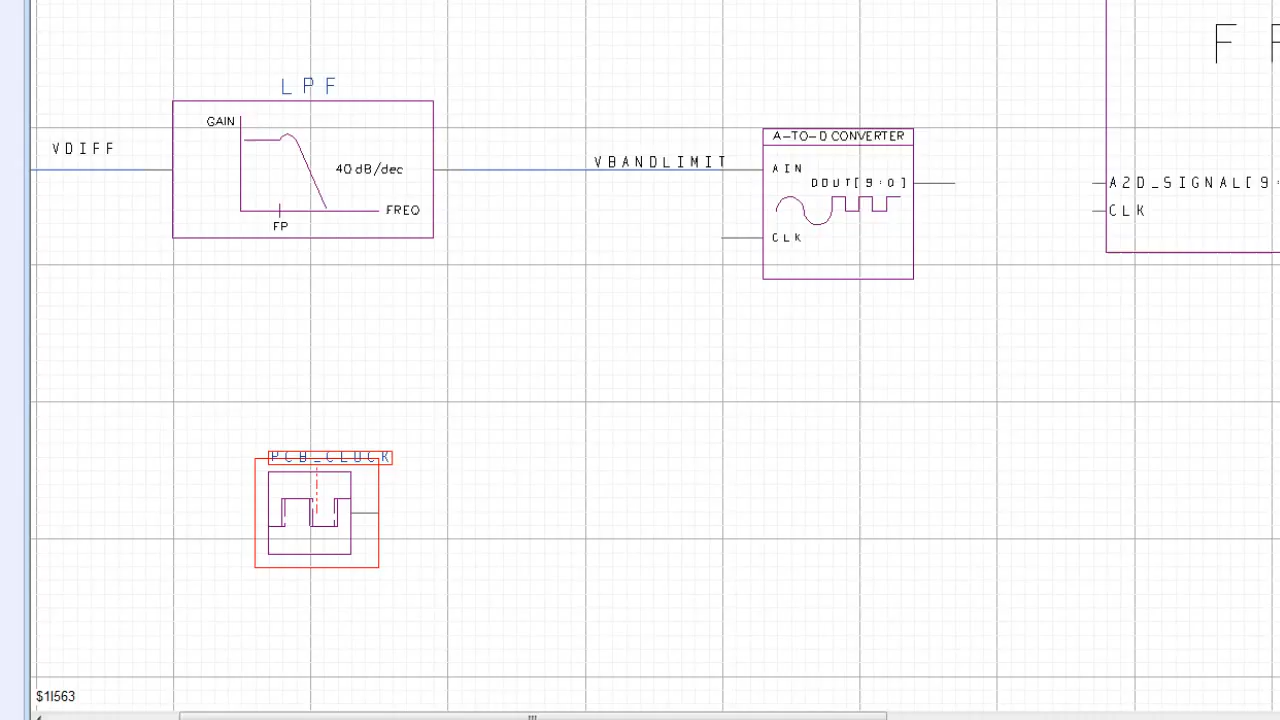 F
LPF
GAIN
A-TO-D CONVERTER
VDIFF
VBANDLIMIT
40 dB/dec
AIN
DOUT[9:0]
A2D_SIGNAL[9:
FREQ
CLK
FP
CLK
PCB_CLOCK
$1I563